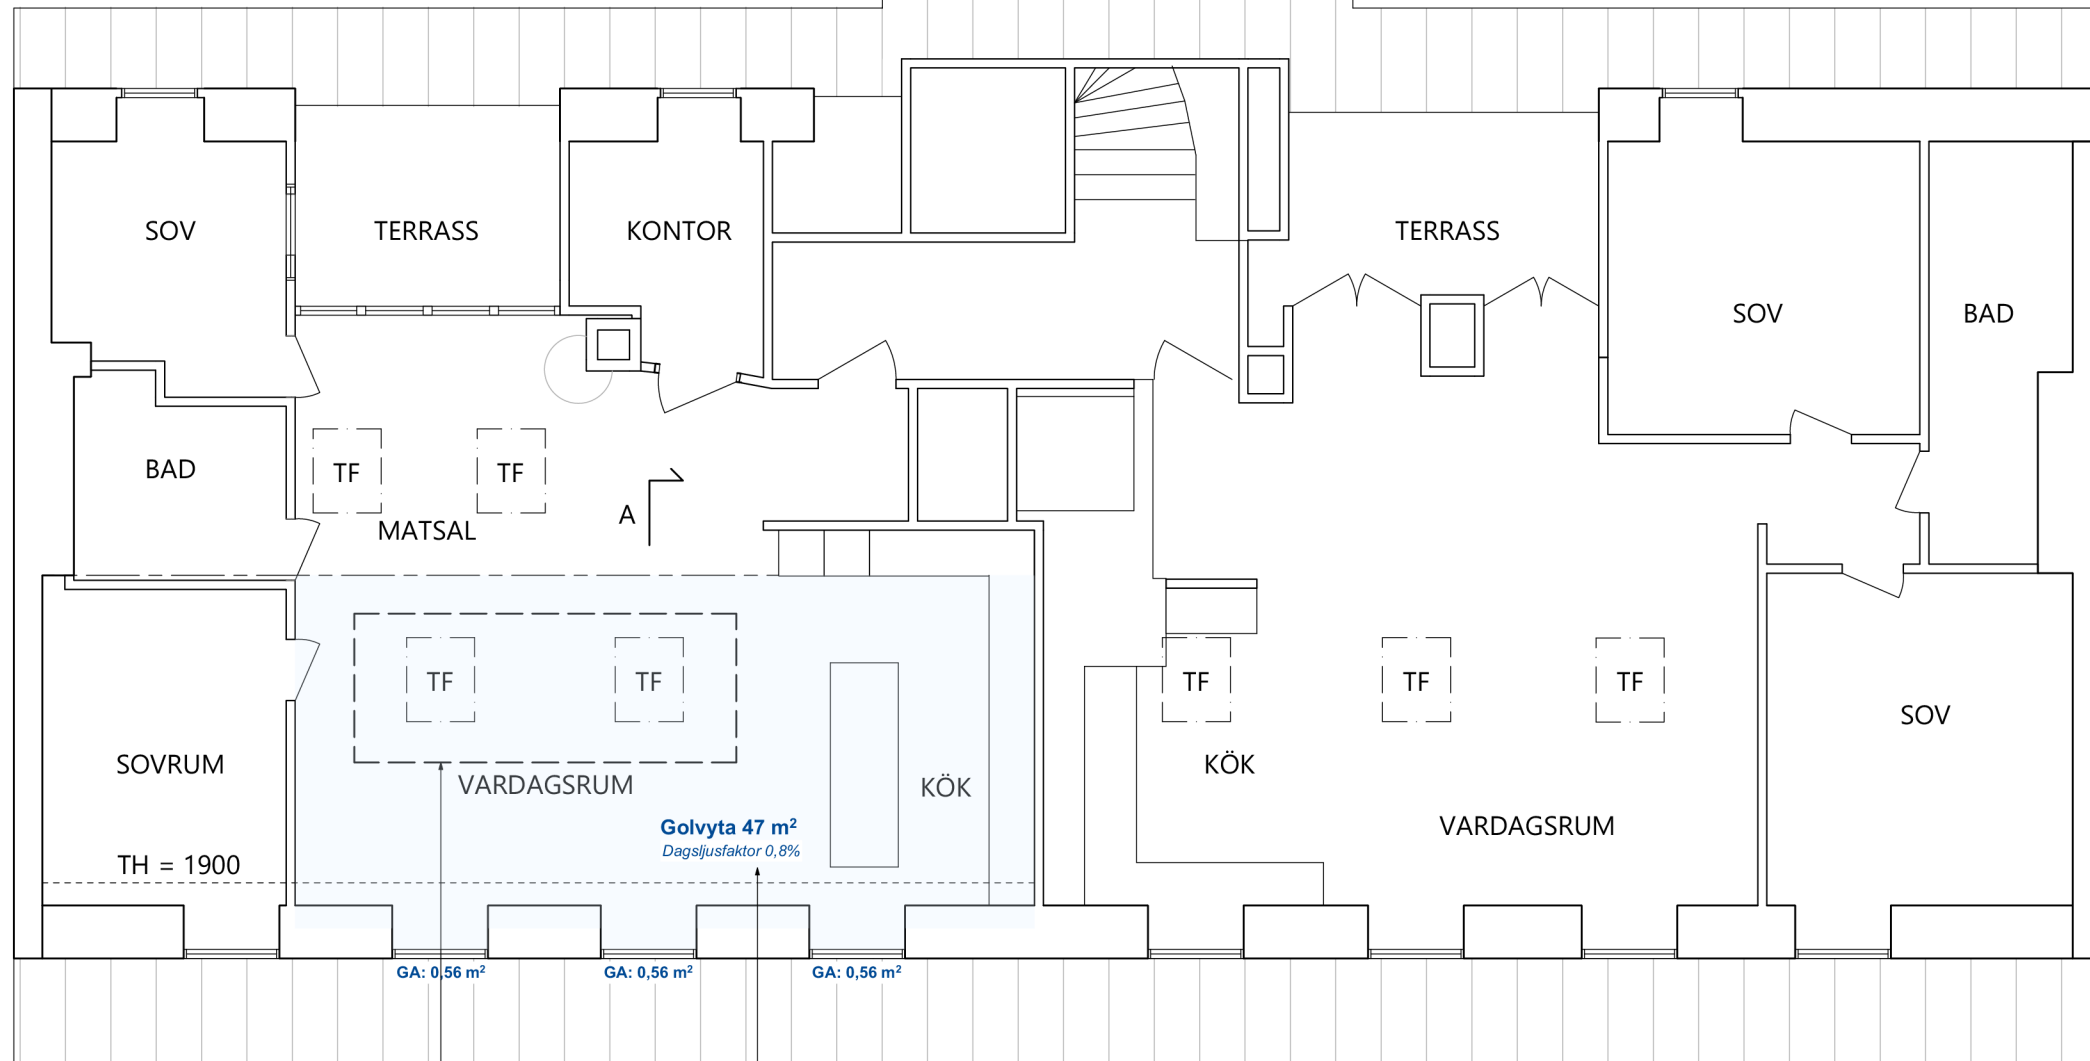 SOV
TERRASS
KONTOR
TERRASS
SOV
BAD
BAD
TF
TF
MATSAL
A
TF
TF
TF
TF
TF
SOV
SOVRUM
VARDAGSRUM
KÖK
KÖK
VARDAGSRUM
Golvyta 47 m²
Dagsljusfaktor 0,8%
TH = 1900
GA: 0,56 m²
GA: 0,56 m²
GA: 0,56 m²